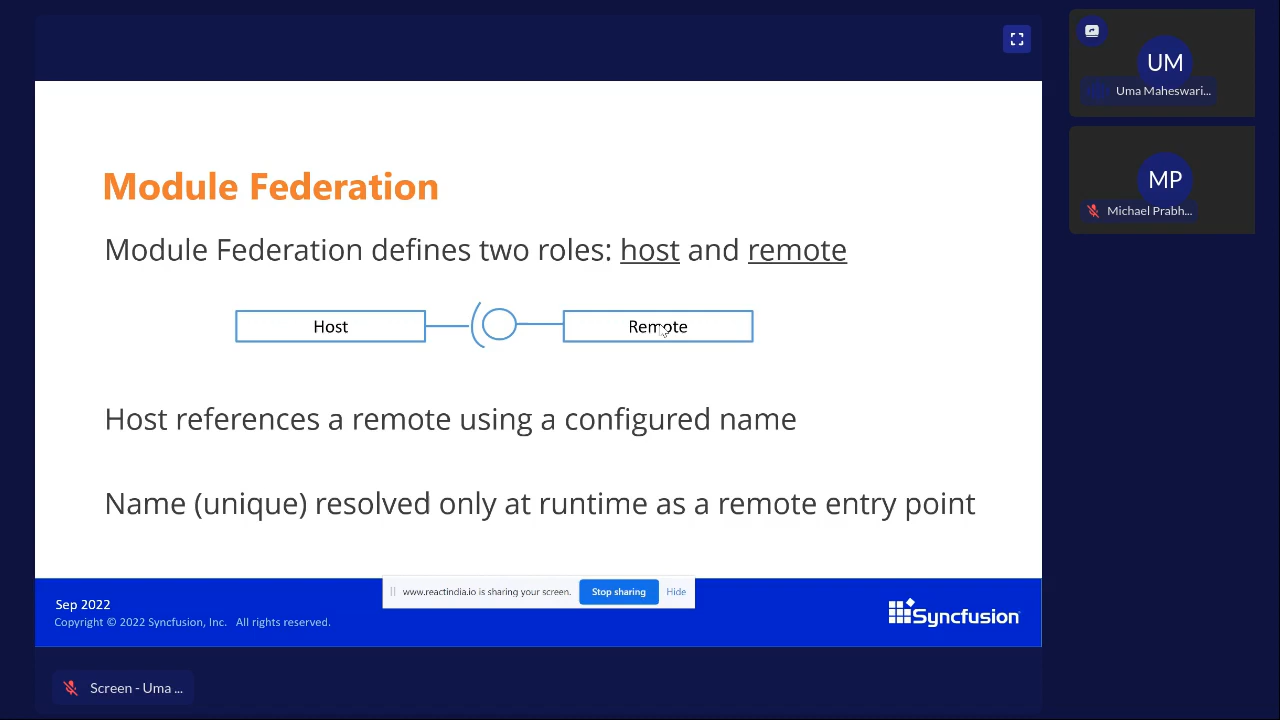 UM
Uma Maheswari...
MP
Michael Prabh...
Module Federation
Module Federation defines two roles: host and remote
Host
Remote
Host references a remote using a configured name
Name (unique) resolved only at runtime as a remote entry point
www.reactindia.io is sharing your screen.
Stop sharing
Hide
Sep 2022
Copyright © 2022 Syncfusion, Inc. All rights reserved.
Syncfusion
Screen - Uma ...